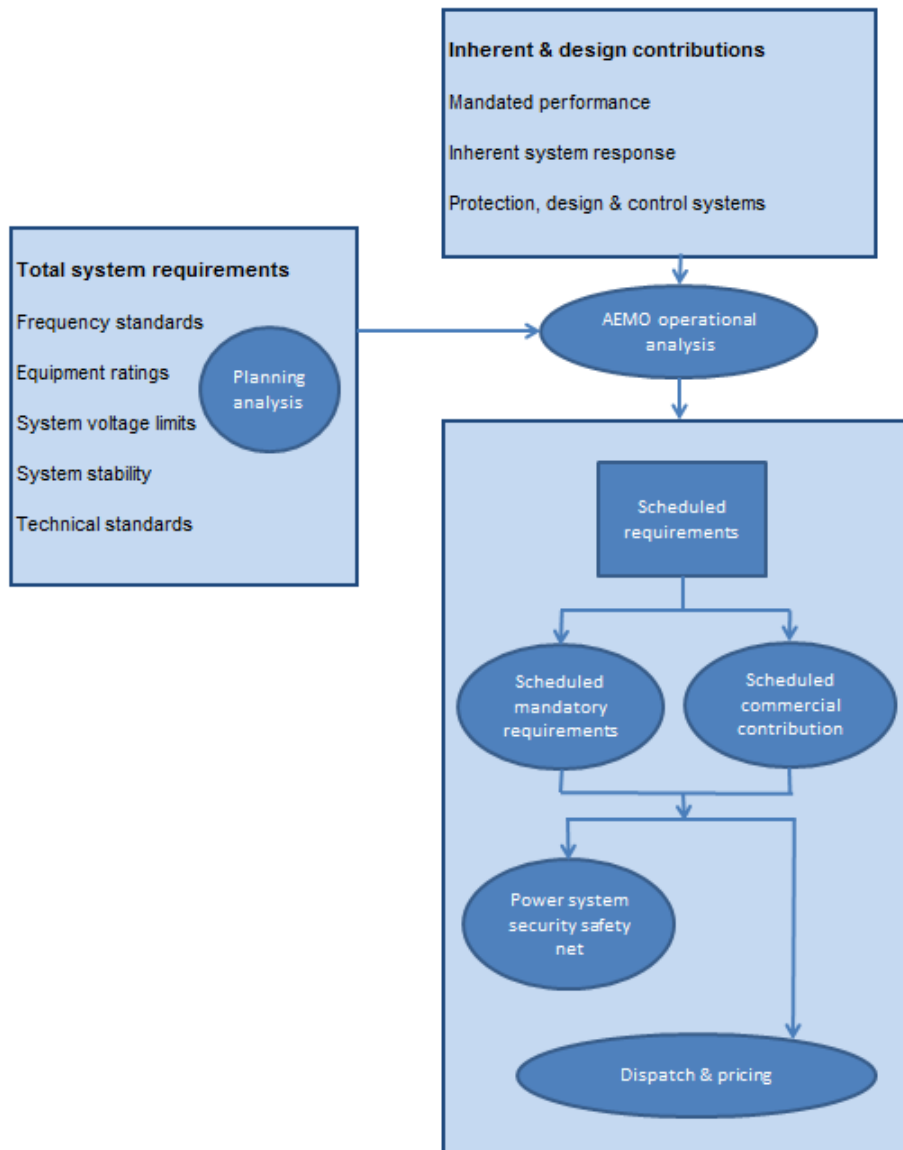 Inherent & design contributions
Mandated performance
Inherent system response
Protection, design & control systems
Total system requirements
Frequency standards
Equipment ratings
System voltage limits
System stability
Technical standards
Planning
analysis
AEMO operational
analysis
Scheduled
requirements
Scheduled
mandatory
requirements
Scheduled
commercial
contribution
Power system
security safety
net
Dispatch & pricing